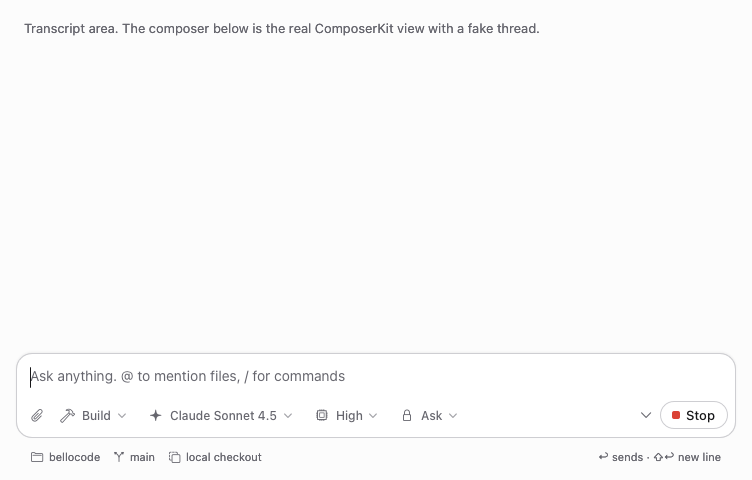 Transcript area. The composer below is the real ComposerKit view with a fake thread.
Ask anything. @ to mention files, / for commands
Build Claude Sonnet 4.5 High Ask Stop
bellocode main local checkout ↩ sends · ⇧↩ new line